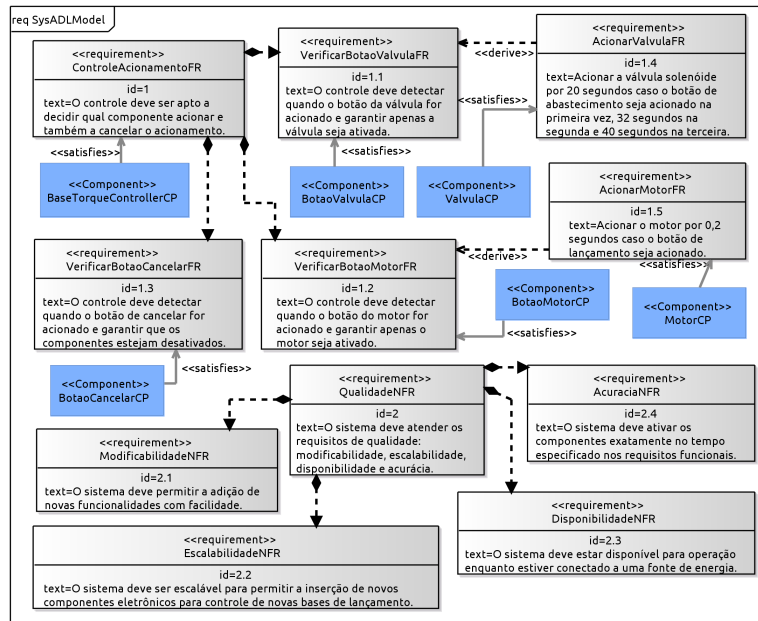 req SysADLModel
<<requirement>>
ControleAcionamentoFR
id=1
text=O controle deve ser apto a
decidir qual componente acionar e
também a cancelar o acionamento.
<<requirement>>
VerificarBotaoValvulaFR
id=1.1
text=O controle deve detectar
quando o botão da válvula for
acionado e garantir apenas a
válvula seja ativada.
<<derive>>
<<requirement>>
AcionarValvulaFR
id=1.4
text=Acionar a válvula solenóide
por 20 segundos caso o botão de
abastecimento seja acionado na
primeira vez, 32 segundos na
segunda e 40 segundos na terceira.
<<satisfies>>
<<satisfies>>
<<satisfies>>
<<Component>>
BaseTorqueControllerCP
<<Component>>
BotaoValvulaCP
<<Component>>
ValvulaCP
<<requirement>>
AcionarMotorFR
id=1.5
text=Acionar o motor por 0,2
segundos caso o botão de
lançamento seja acionado.
<<requirement>>
VerificarBotaoCancelarFR
id=1.3
text=O controle deve detectar
quando o botão de cancelar for
acionado e garantir que os
componentes estejam desativados.
<<requirement>>
VerificarBotaoMotorFR
id=1.2
text=O controle deve detectar
quando o botão do motor for
acionado e garantir apenas o
motor seja ativado.
<<derive>>
<<satisfies>>
<<Component>>
BotaoMotorCP
<<Component>>
MotorCP
<<satisfies>>
<<satisfies>>
<<Component>>
BotaoCancelarCP
<<requirement>>
QualidadeNFR
id=2
text=O sistema deve atender os
requisitos de qualidade:
modificabilidade, escalabilidade,
disponibilidade e acurácia.
<<requirement>>
AcuraciaNFR
id=2.4
text=O sistema deve ativar os
componentes exatamente no tempo
especificado nos requisitos funcionais.
<<requirement>>
ModificabilidadeNFR
id=2.1
text=O sistema deve permitir a adição de
novas funcionalidades com facilidade.
<<requirement>>
DisponibilidadeNFR
id=2.3
text=O sistema deve estar disponível para operação
enquanto estiver conectado a uma fonte de energia.
<<requirement>>
EscalabilidadeNFR
id=2.2
text=O sistema deve ser escalável para permitir a inserção de novos
componentes eletrônicos para controle de novas bases de lançamento.